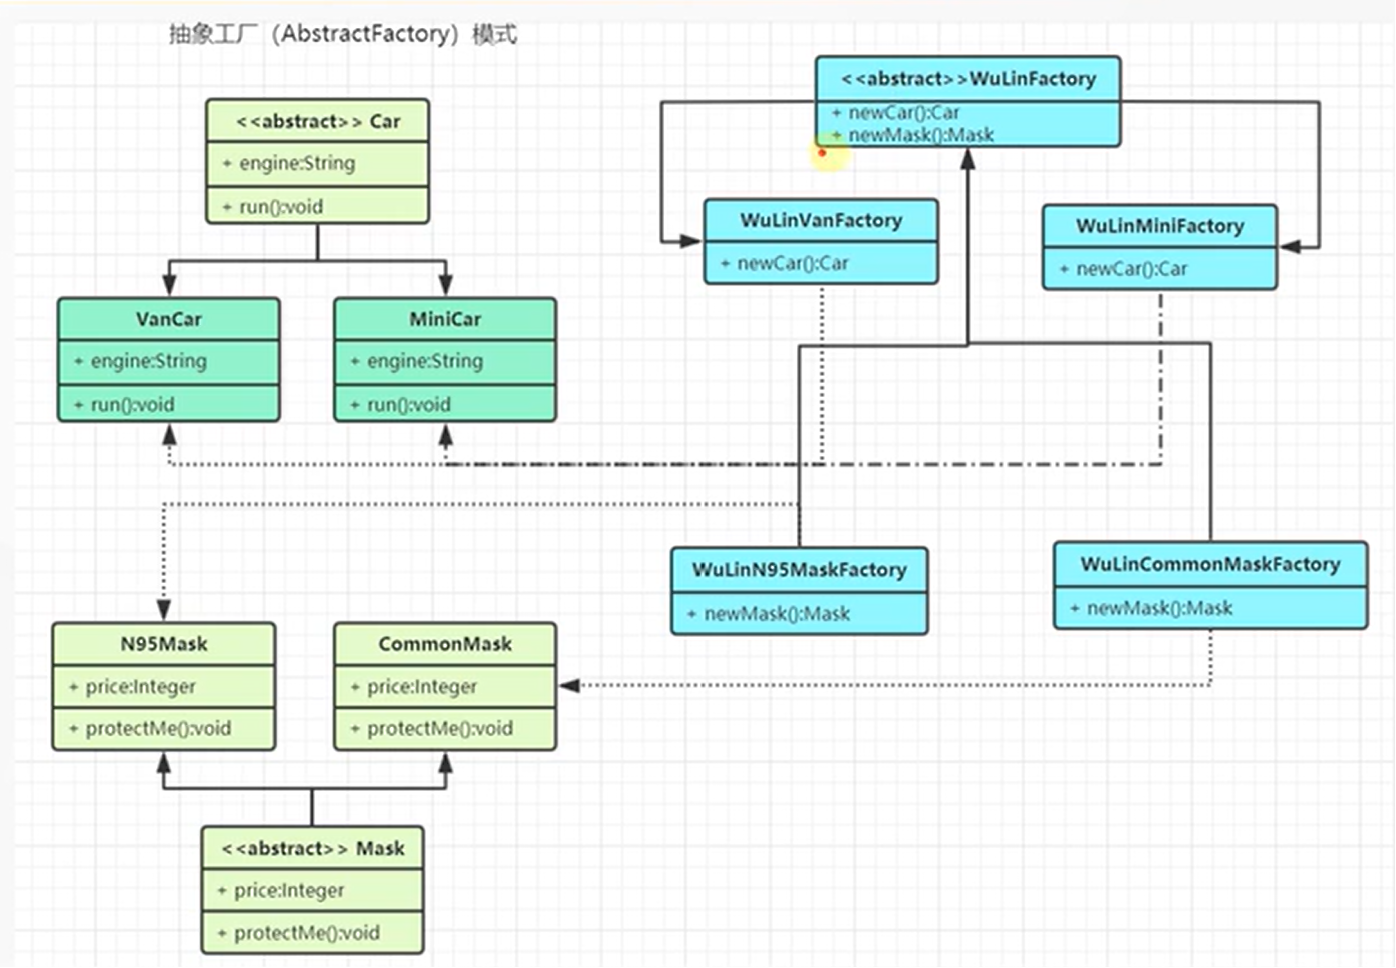 抽象工厂（AbstractFactory）模式
<<abstract>>WuLinFactory
+ newCar():Car
+ newMask():Mask
<<abstract>> Car
+ engine:String
+ run():void
WuLinVanFactory
+ newCar():Car
WuLinMiniFactory
+ newCar():Car
VanCar
+ engine:String
+ run():void
MiniCar
+ engine:String
+ run():void
WuLinN95MaskFactory
+ newMask():Mask
WuLinCommonMaskFactory
+ newMask():Mask
N95Mask
+ price:Integer
+ protectMe():void
CommonMask
+ price:Integer
+ protectMe():void
<<abstract>> Mask
+ price:Integer
+ protectMe():void